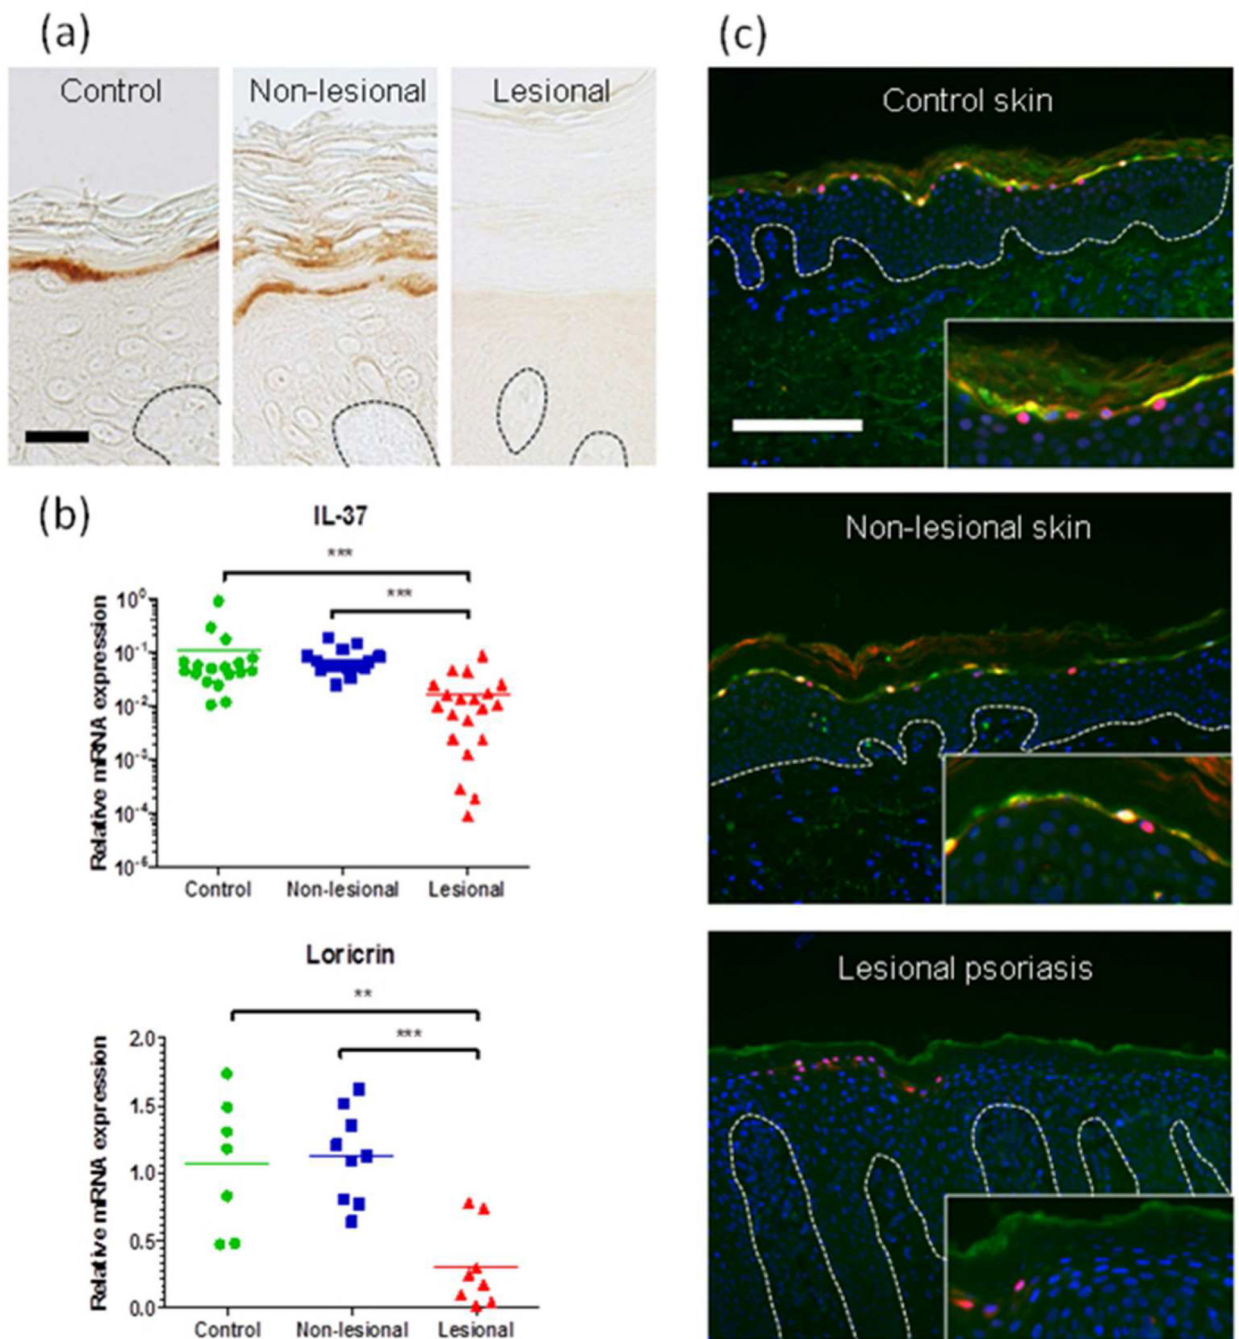 (a)
Control
Non-lesional
Lesional
(b)
IL-37
***
***
Relative mRNA expression
10⁰
10⁻¹
10⁻²
10⁻³
10⁻⁴
10⁻⁵
Control
Non-lesional
Lesional
Loricrin
**
***
Relative mRNA expression
2.0
1.5
1.0
0.5
0.0
Control
Non-lesional
Lesional
(c)
Control skin
Non-lesional skin
Lesional psoriasis